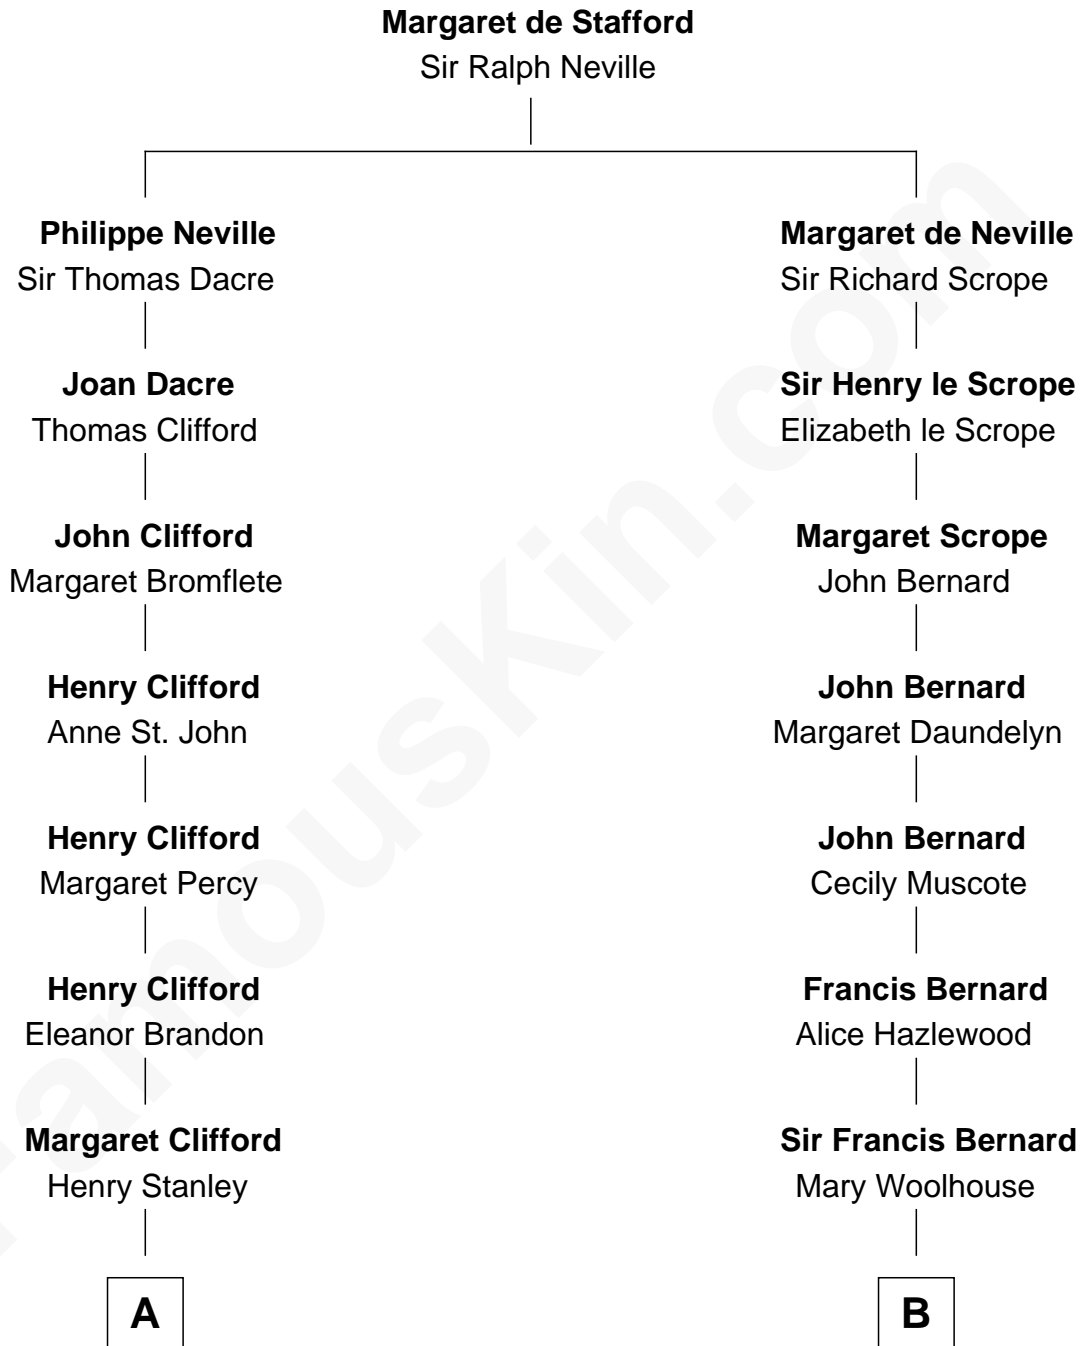 Margaret de Stafford
Sir Ralph Neville
Philippe Neville
Sir Thomas Dacre
Joan Dacre
Thomas Clifford
John Clifford
Margaret Bromflete
Henry Clifford
Anne St. John
Henry Clifford
Margaret Percy
Henry Clifford
Eleanor Brandon
Margaret Clifford
Henry Stanley
A
Margaret de Neville
Sir Richard Scrope
Sir Henry le Scrope
Elizabeth le Scrope
Margaret Scrope
John Bernard
John Bernard
Margaret Daundelyn
John Bernard
Cecily Muscote
Francis Bernard
Alice Hazlewood
Sir Francis Bernard
Mary Woolhouse
B
FamousKin.com